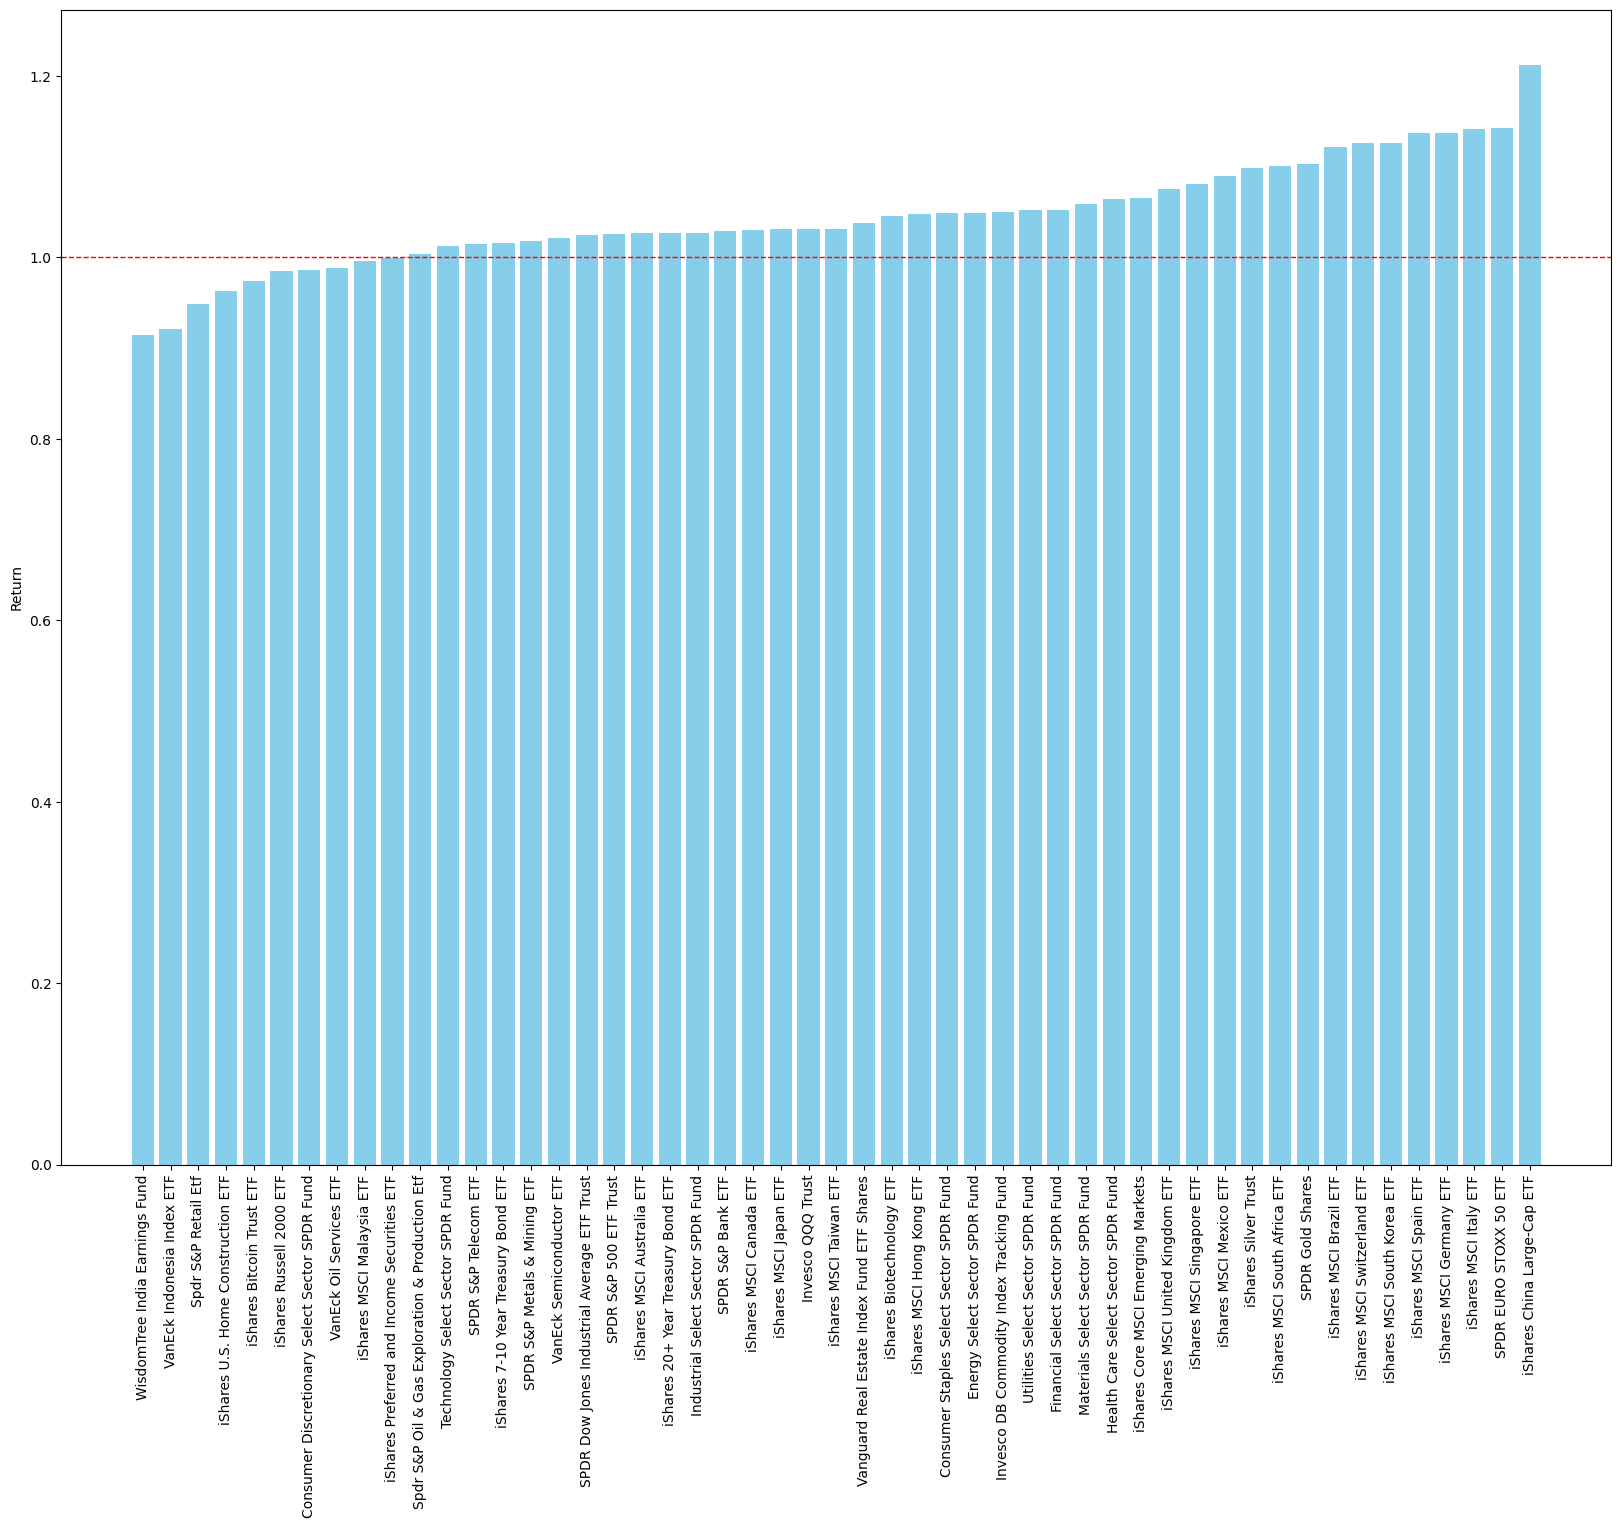 1.2
1.0
0.8
0.6
0.4
0.2
0.0
Return
WisdomTree India Earnings Fund
VanEck Indonesia Index ETF
Spdr S&P Retail Etf
iShares U.S. Home Construction ETF
iShares Bitcoin Trust ETF
iShares Russell 2000 ETF
Consumer Discretionary Select Sector SPDR Fund
VanEck Oil Services ETF
iShares MSCI Malaysia ETF
iShares Preferred and Income Securities ETF
Spdr S&P Oil & Gas Exploration & Production Etf
Technology Select Sector SPDR Fund
SPDR S&P Telecom ETF
iShares 7-10 Year Treasury Bond ETF
SPDR S&P Metals & Mining ETF
VanEck Semiconductor ETF
SPDR Dow Jones Industrial Average ETF Trust
SPDR S&P 500 ETF Trust
iShares MSCI Australia ETF
iShares 20+ Year Treasury Bond ETF
Industrial Select Sector SPDR Fund
SPDR S&P Bank ETF
iShares MSCI Canada ETF
iShares MSCI Japan ETF
Invesco QQQ Trust
iShares MSCI Taiwan ETF
Vanguard Real Estate Index Fund ETF Shares
iShares Biotechnology ETF
iShares MSCI Hong Kong ETF
Consumer Staples Select Sector SPDR Fund
Energy Select Sector SPDR Fund
Invesco DB Commodity Index Tracking Fund
Utilities Select Sector SPDR Fund
Financial Select Sector SPDR Fund
Materials Select Sector SPDR Fund
Health Care Select Sector SPDR Fund
iShares Core MSCI Emerging Markets
iShares MSCI United Kingdom ETF
iShares MSCI Singapore ETF
iShares MSCI Mexico ETF
iShares Silver Trust
iShares MSCI South Africa ETF
SPDR Gold Shares
iShares MSCI Brazil ETF
iShares MSCI Switzerland ETF
iShares MSCI South Korea ETF
iShares MSCI Spain ETF
iShares MSCI Germany ETF
iShares MSCI Italy ETF
SPDR EURO STOXX 50 ETF
iShares China Large-Cap ETF